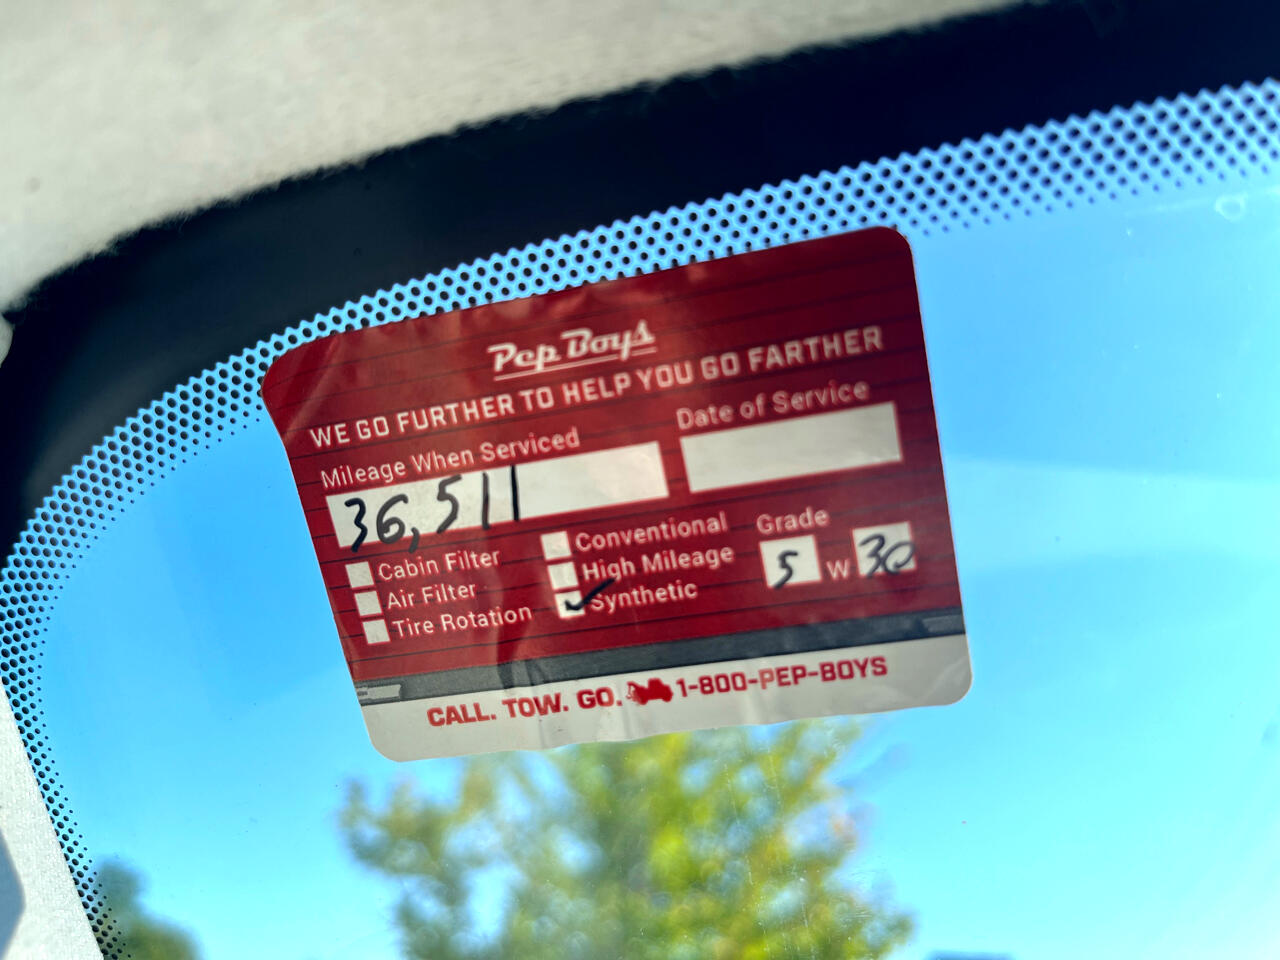 Pep Boys
WE GO FURTHER TO HELP YOU GO FARTHER
Mileage When Serviced
Date of Service
36,511
Cabin Filter
Air Filter
Tire Rotation
Conventional
High Mileage
Synthetic
Grade
5 W 30
CALL. TOW. GO. 1-800-PEP-BOYS